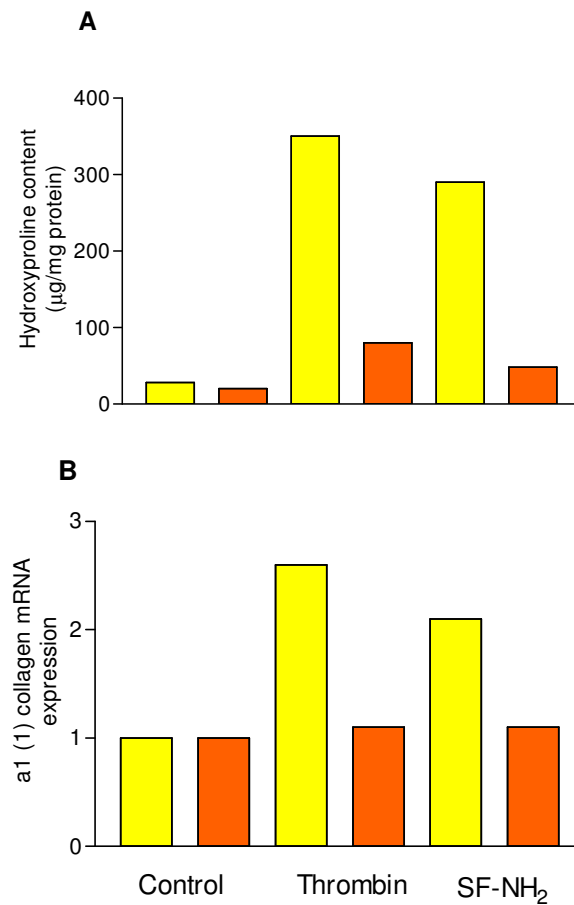 A
Hydroxyproline content
(μg/mg protein)
400
300
200
100
0
B
a1 (1) collagen mRNA
expression
3
2
1
0
Control Thrombin SF-NH₂